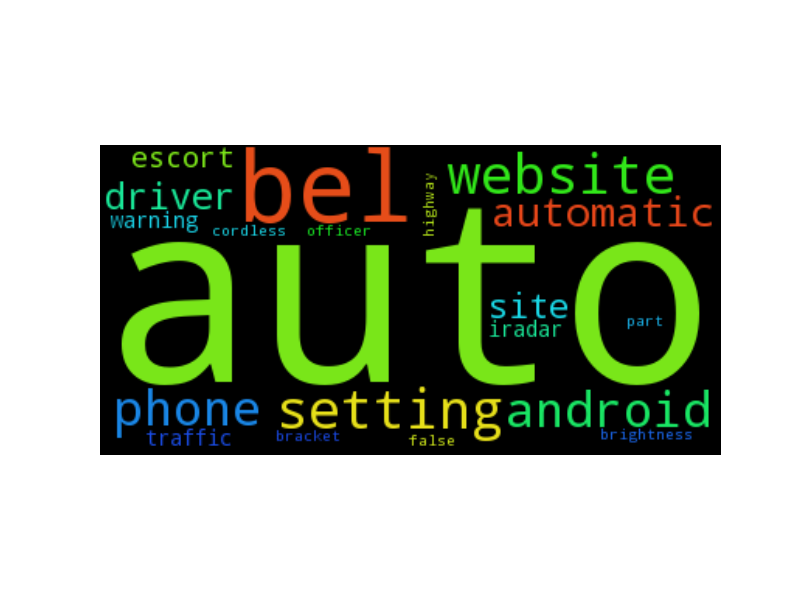 escort
bel
website
driver
highway
automatic
warning
cordless
officer
auto
site
iradar
part
phone
setting
android
traffic
bracket
false
brightness